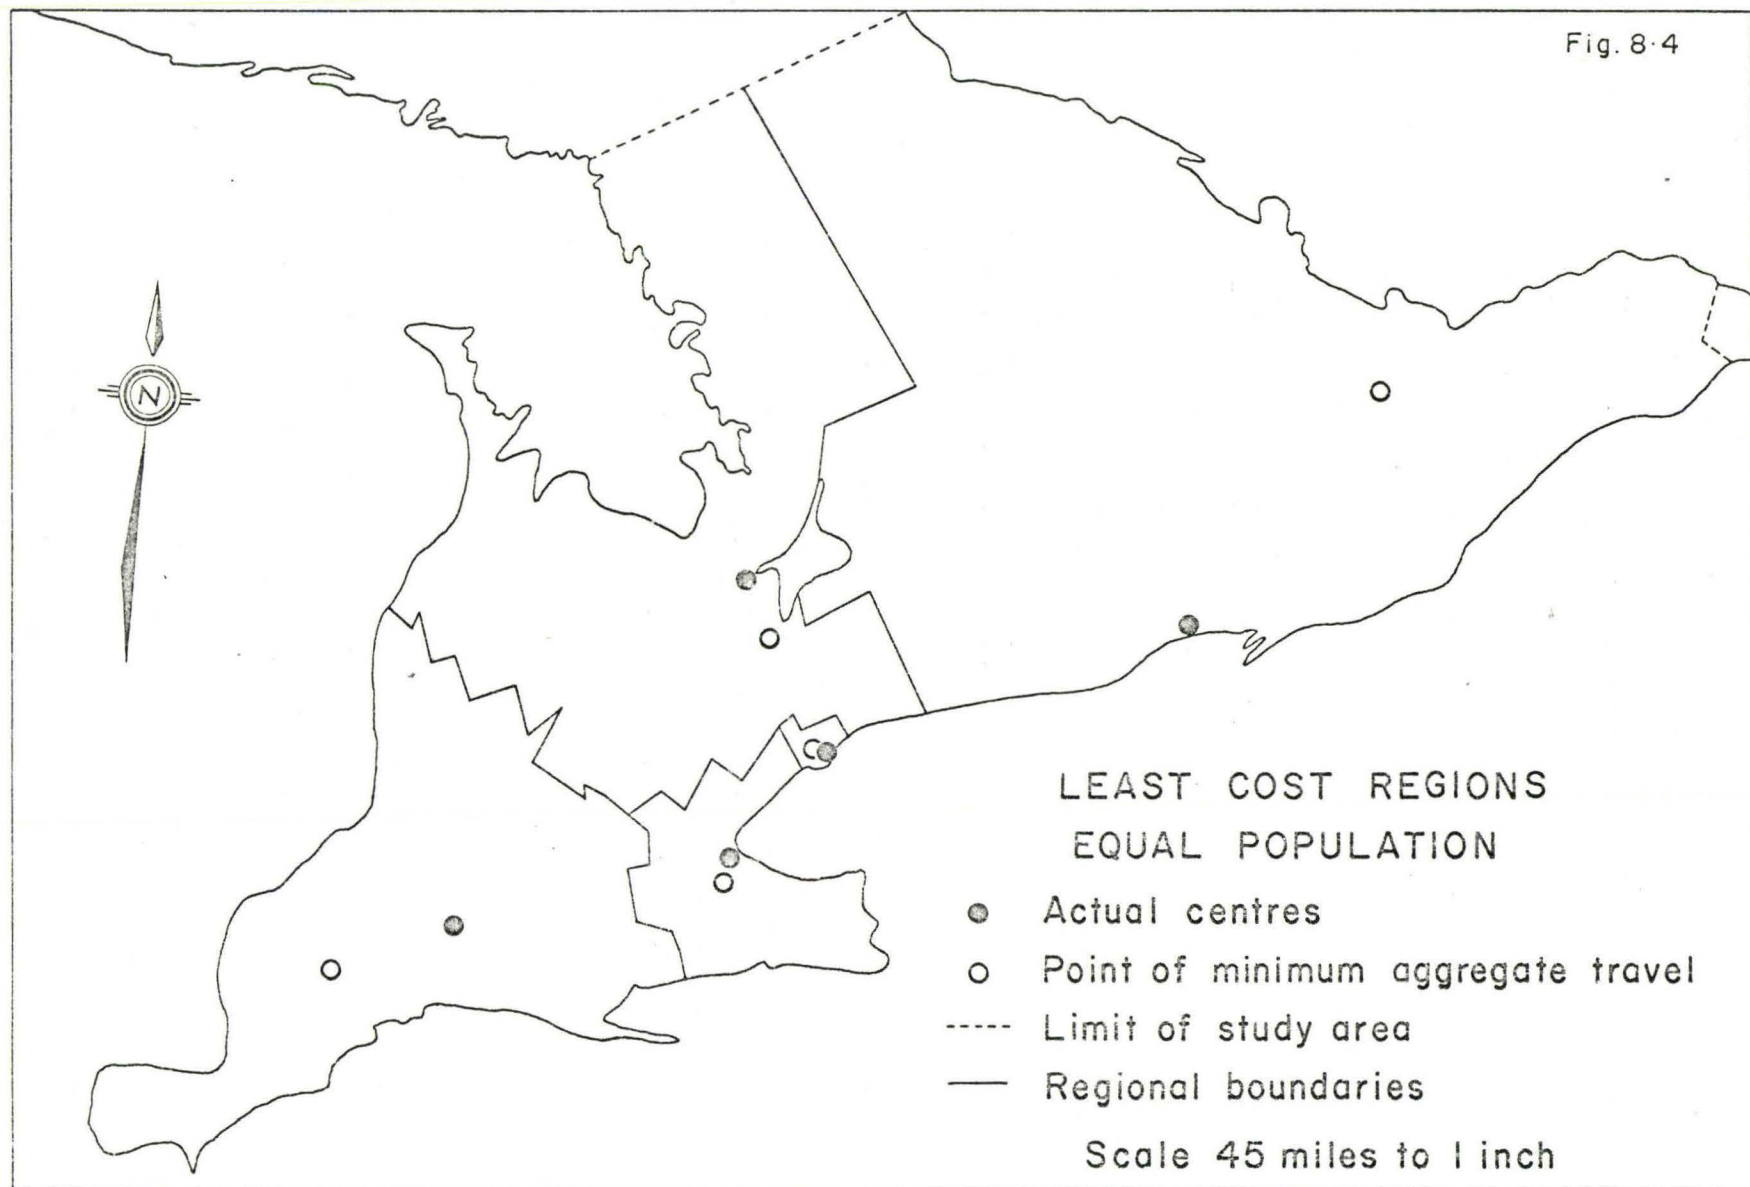 Fig. 8·4
N
LEAST COST REGIONS
EQUAL POPULATION
Actual centres
Point of minimum aggregate travel
Limit of study area
Regional boundaries
Scale 45 miles to 1 inch